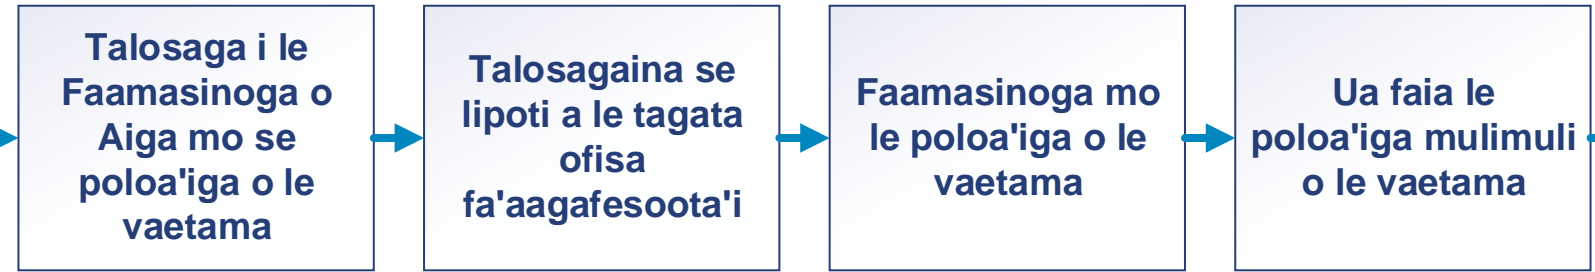 Talosaga i le
Faamasinoga o
Aiga mo se
poloa'iga o le
vaetama
Talosagaina se
lipoti a le tagata
ofisa
fa'aagafesoota'i
Faamasinoga mo
le poloa'iga o le
vaetama
Ua faia le
poloa'iga mulimuli
o le vaetama